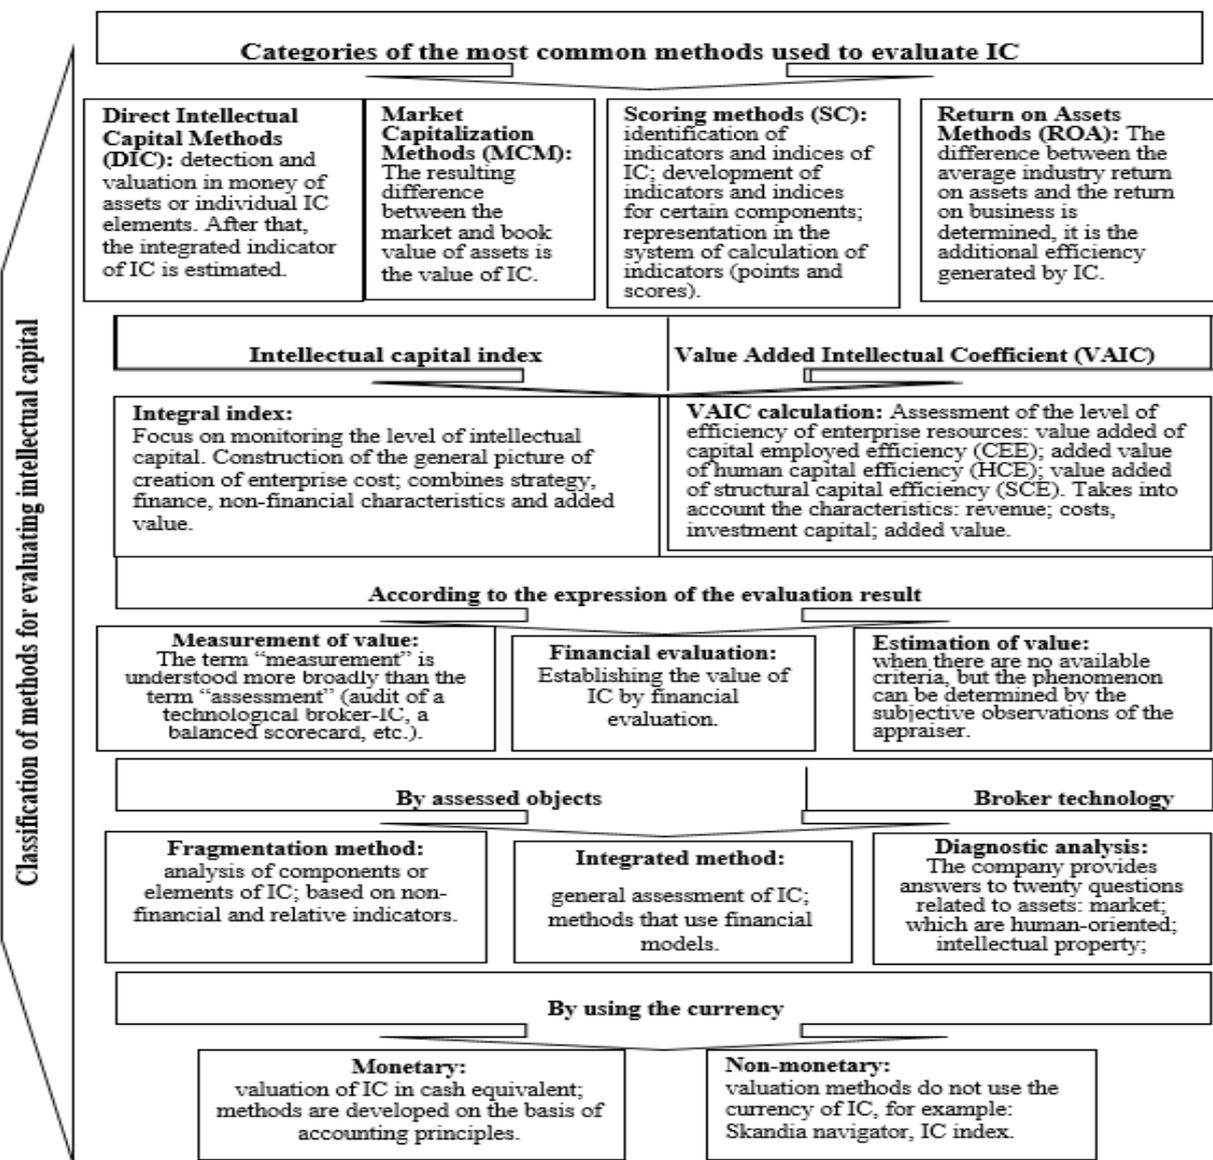 Classification of methods for evaluating intellectual capital
Categories of the most common methods used to evaluate IC
Direct Intellectual
Capital Methods
(DIC): detection and
valuation in money of
assets or individual IC
elements. After that,
the integrated indicator
of IC is estimated.
Market
Capitalization
Methods (MCM):
The resulting
difference
between the
market and book
value of assets is
the value of IC.
Scoring methods (SC):
identification of
indicators and indices of
IC; development of
indicators and indices
for certain components;
representation in the
system of calculation of
indicators (points and
scores).
Return on Assets
Methods (ROA): The
difference between the
average industry return
on assets and the return
on business is
determined, it is the
additional efficiency
generated by IC.
Intellectual capital index
Value Added Intellectual Coefficient (VAIC)
Integral index:
Focus on monitoring the level of intellectual
capital. Construction of the general picture of
creation of enterprise cost; combines strategy,
finance, non-financial characteristics and added
value.
VAIC calculation: Assessment of the level of
efficiency of enterprise resources: value added of
capital employed efficiency (CEE); added value
of human capital efficiency (HCE); value added
of structural capital efficiency (SCE). Takes into
account the characteristics: revenue; costs,
investment capital; added value.
According to the expression of the evaluation result
Measurement of value:
The term “measurement” is
understood more broadly than the
term “assessment” (audit of a
technological broker-IC, a
balanced scorecard, etc.).
Financial evaluation:
Establishing the value of
IC by financial
evaluation.
Estimation of value:
when there are no available
criteria, but the phenomenon
can be determined by the
subjective observations of the
appraiser.
By assessed objects
Broker technology
Fragmentation method:
analysis of components or
elements of IC; based on non-
financial and relative indicators.
Integrated method:
general assessment of IC;
methods that use financial
models.
Diagnostic analysis:
The company provides
answers to twenty questions
related to assets: market;
which are human-oriented;
intellectual property;
By using the currency
Monetary:
valuation of IC in cash equivalent;
methods are developed on the basis of
accounting principles.
Non-monetary:
valuation methods do not use the
currency of IC, for example:
Skandia navigator, IC index.